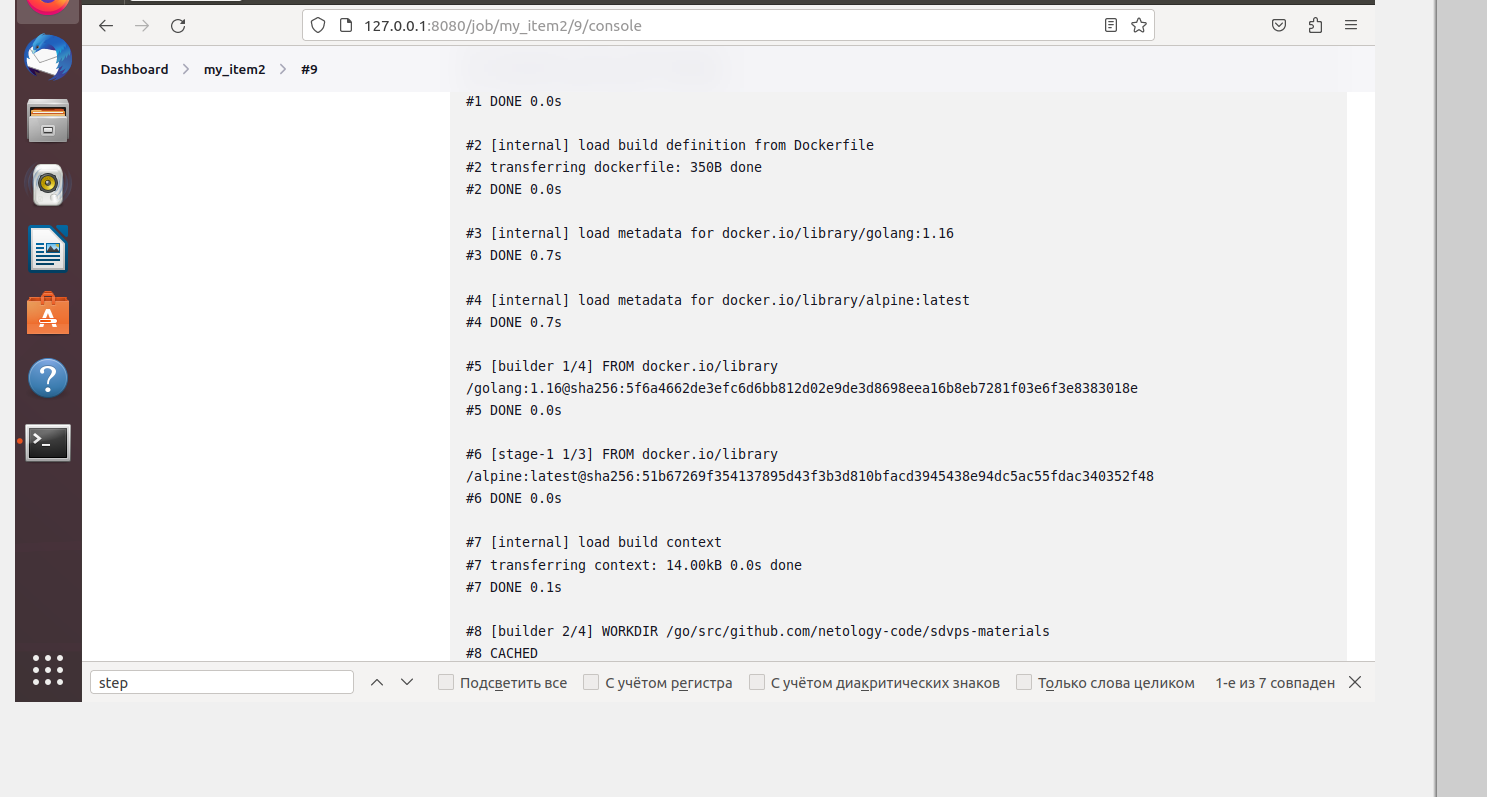 127.0.0.1:8080/job/my_item2/9/console
Dashboard > my_item2 > #9
#1 DONE 0.0s
#2 [internal] load build definition from Dockerfile
#2 transferring dockerfile: 350B done
#2 DONE 0.0s
#3 [internal] load metadata for docker.io/library/golang:1.16
#3 DONE 0.7s
#4 [internal] load metadata for docker.io/library/alpine:latest
#4 DONE 0.7s
#5 [builder 1/4] FROM docker.io/library
/golang:1.16@sha256:5f6a4662de3efc6d6bb812d02e9de3d8698eea16b8eb7281f03e6f3e8383018e
#5 DONE 0.0s
#6 [stage-1 1/3] FROM docker.io/library
/alpine:latest@sha256:51b67269f354137895d43f3b3d810bfacd3945438e94dc5ac55fdac340352f48
#6 DONE 0.0s
#7 [internal] load build context
#7 transferring context: 14.00kB 0.0s done
#7 DONE 0.1s
#8 [builder 2/4] WORKDIR /go/src/github.com/netology-code/sdvps-materials
#8 CACHED
step Подсветить все С учётом регистра С учётом диакритических знаков Только слова целиком 1-е из 7 совпаден